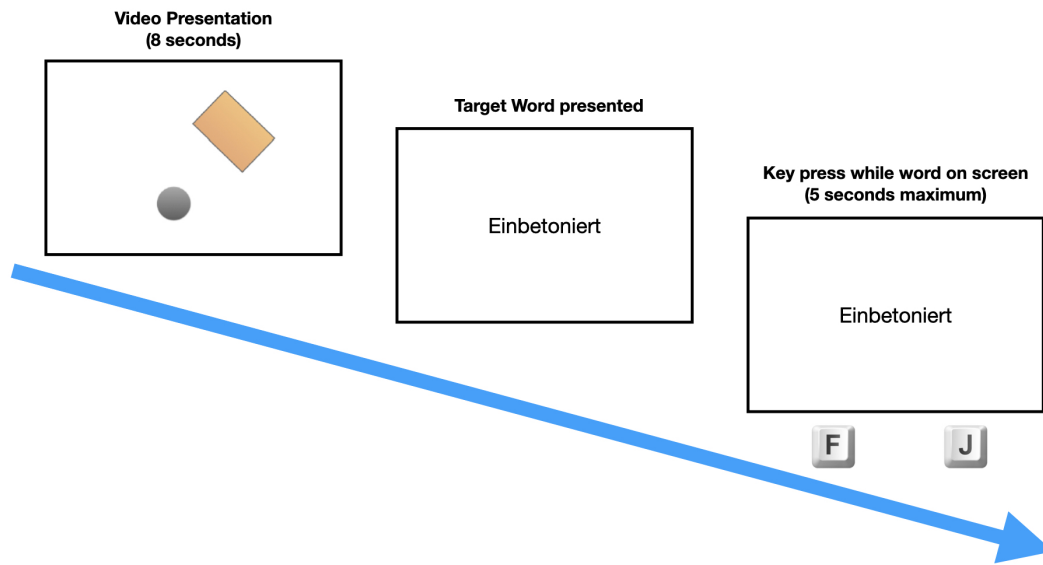 Video Presentation
(8 seconds)
Target Word presented
Einbetoniert
Key press while word on screen
(5 seconds maximum)
Einbetoniert
F
J